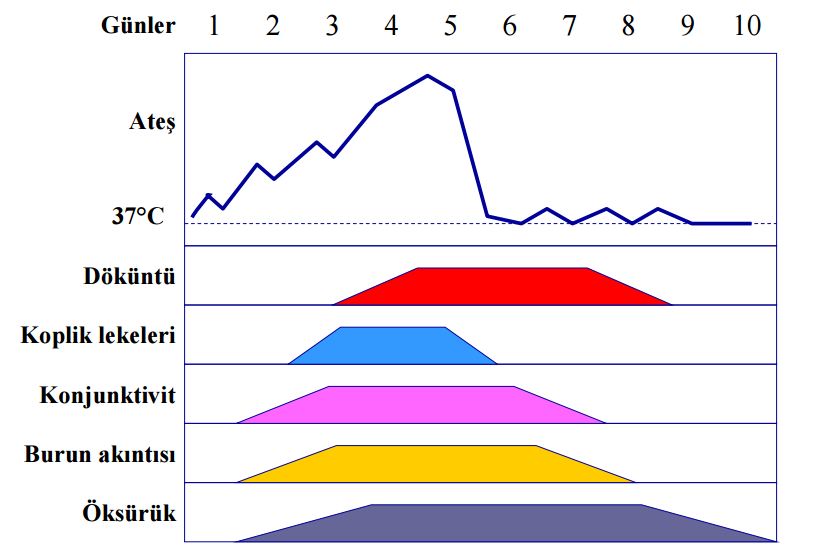 Günler 1 2 3 4 5 6 7 8 9 10
Ateş
37°C
Döküntü
Koplik lekeleri
Konjunktivit
Burun akıntısı
Öksürük